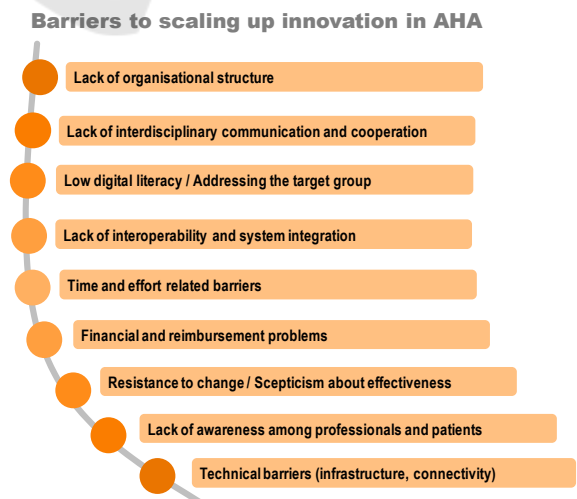 Barriers to scaling up innovation in AHA
Lack of organisational structure
Lack of interdisciplinary communication and cooperation
Low digital literacy / Addressing the target group
Lack of interoperability and system integration
Time and effort related barriers
Financial and reimbursement problems
Resistance to change / Scepticism about effectiveness
Lack of awareness among professionals and patients
Technical barriers (infrastructure, connectivity)